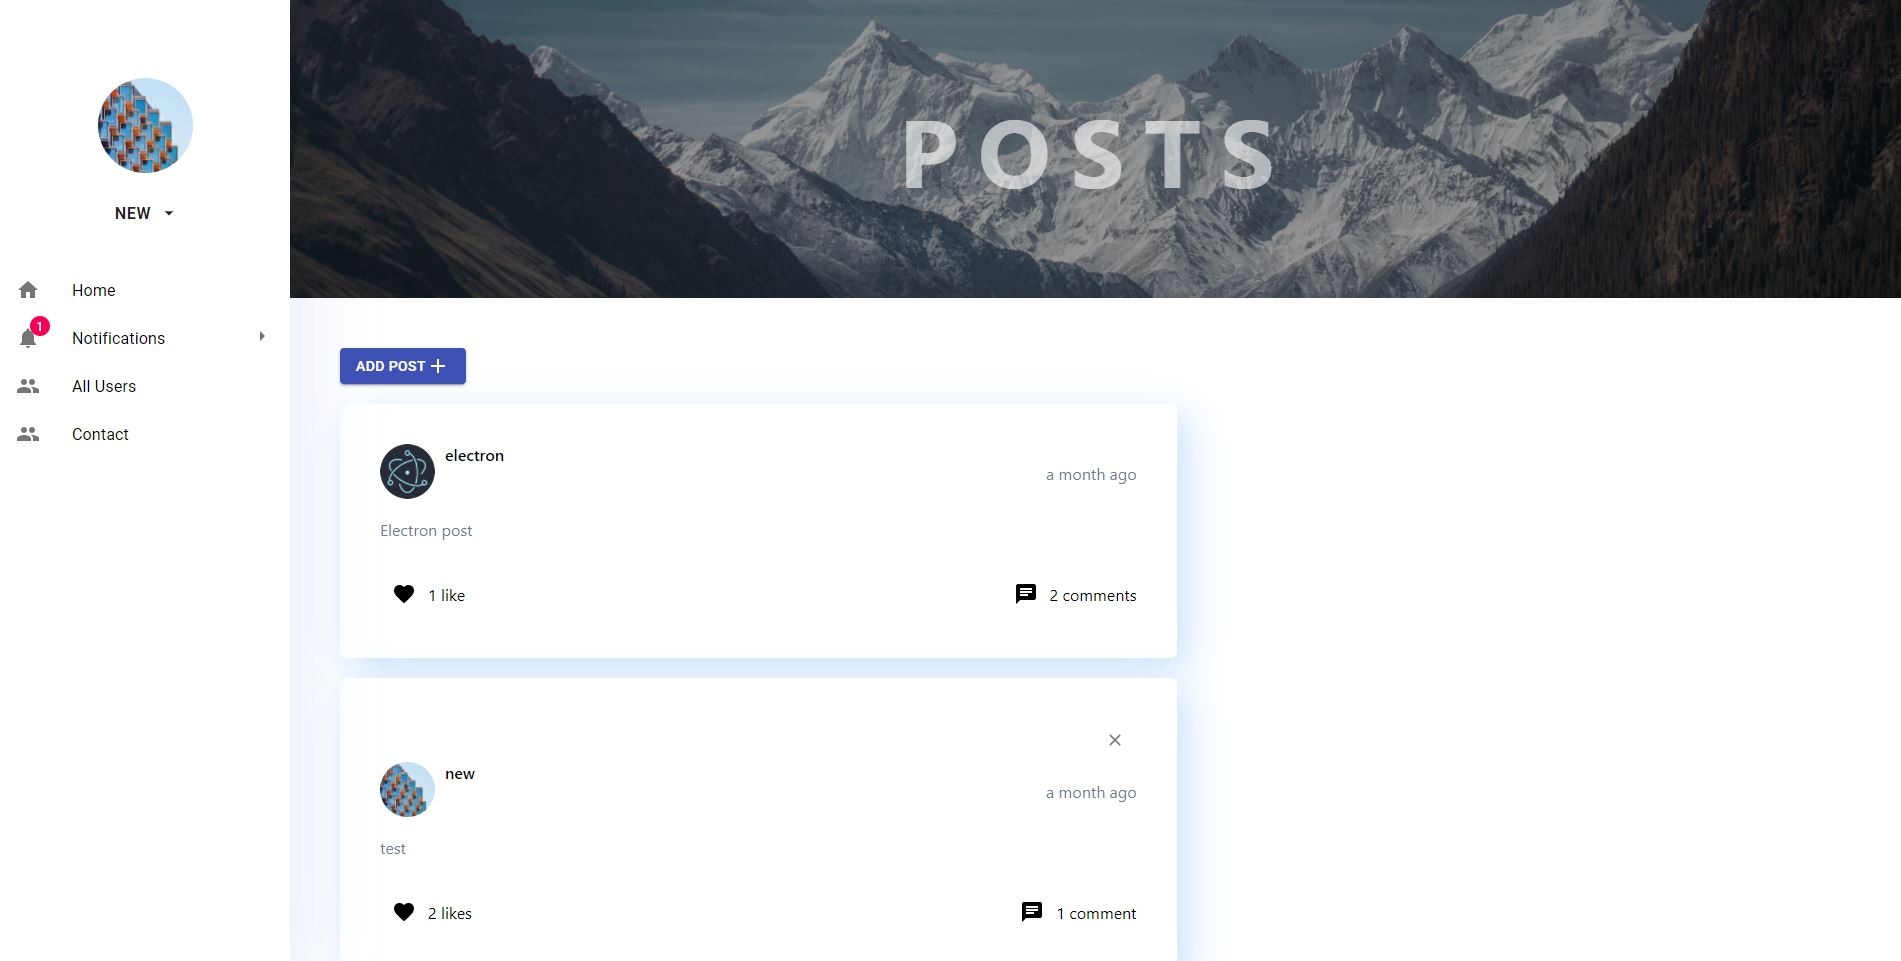 NEW
Home
1
Notifications
All Users
Contact
POSTS
ADD POST
electron
a month ago
Electron post
1 like
2 comments
new
a month ago
test
2 likes
1 comment